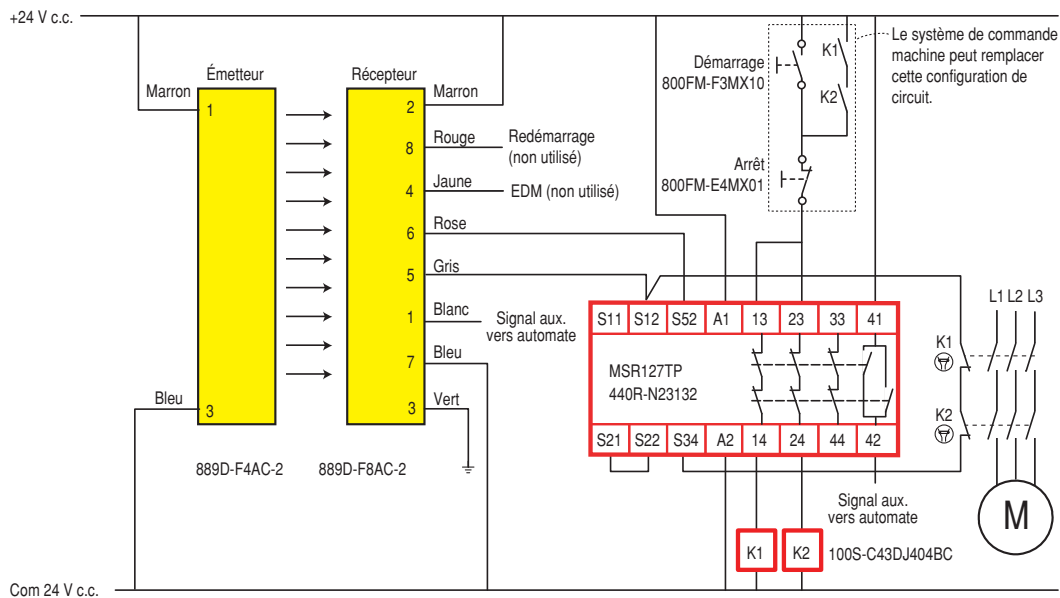 +24 V c.c.
Émetteur
Récepteur
Marron
1
2
Marron
8
Rouge
Redémarrage
(non utilisé)
4
Jaune
EDM (non utilisé)
6
Rose
5
Gris
1
Blanc
Signal aux.
vers automate
7
Bleu
Bleu
3
3
Vert
889D-F4AC-2
889D-F8AC-2
Démarrage
800FM-F3MX10
K1
K2
Arrêt
800FM-E4MX01
Le système de commande
machine peut remplacer
cette configuration de
circuit.
S11 S12 S52 A1 13 23 33 41
MSR127TP
440R-N23132
S21 S22 S34 A2 14 24 44 42
Signal aux.
vers automate
K1
K2
100S-C43DJ404BC
L1 L2 L3
K1
K2
M
Com 24 V c.c.